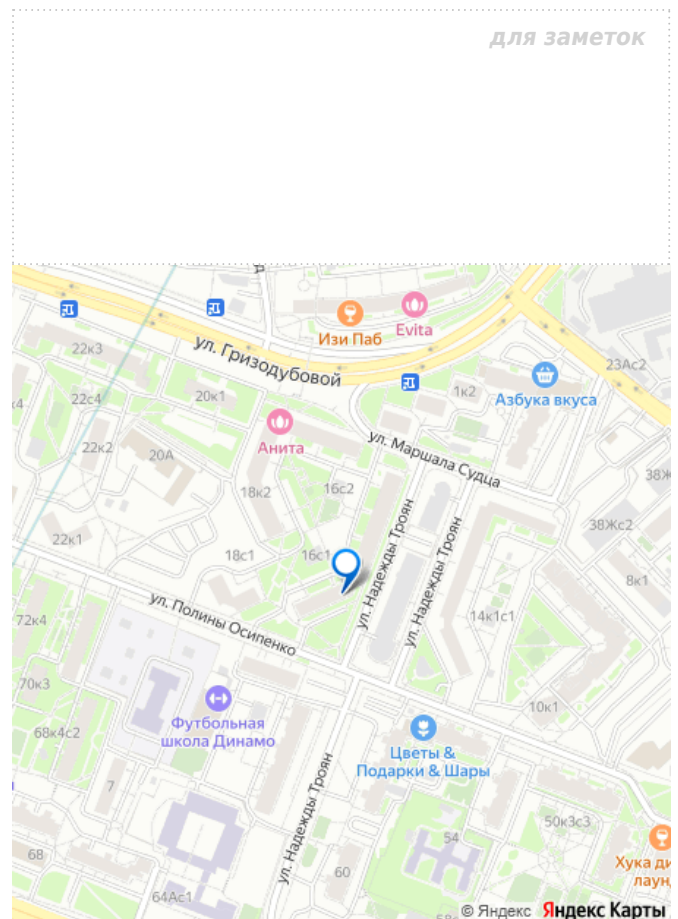 для заметок
Изи Паб
Evita
ул. Гризодубовой
22к3
23Ас2
22с4
20к1
1к2
Азбука вкуса
Анита
ул. Маршала Судца
22к2
20А
18к2
16с2
ул. Надежды Троян
ул. Надежды Троян
22к1
18с1
16с1
38Жс2
8к1
ул. Полины Осипенко
72к4
14к1с1
70к3
68к4с2
Футбольная
школа Динамо
10к1
Цветы &
Подарки & Шары
7
ул. Надежды Троян
54
50к3с3
68
60
64Ас1
© Яндекс Яндекс Карты